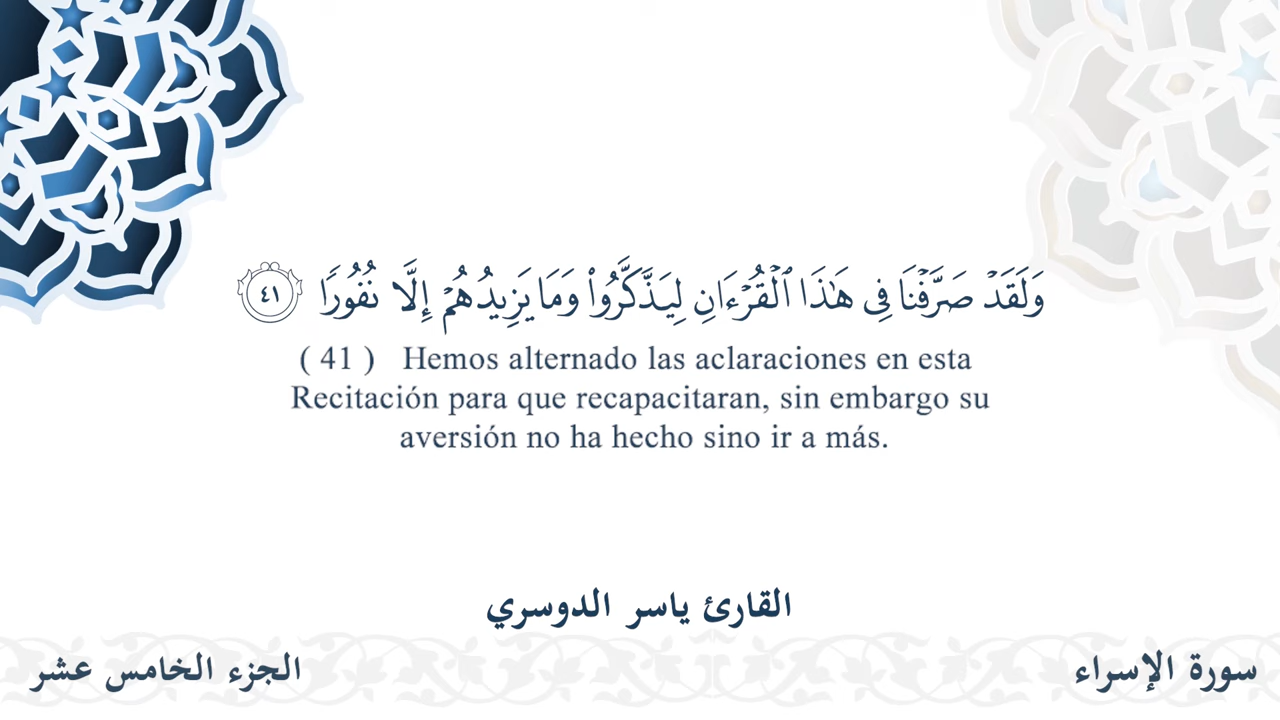 وَلَقَدْ صَرَّفْنَا فِى هَٰذَا ٱلْقُرْءَانِ لِيَذَّكَّرُوا۟ وَمَا يَزِيدُهُمْ إِلَّا نُفُورًا ٤١
( 41 ) Hemos alternado las aclaraciones en esta
Recitación para que recapacitaran, sin embargo su
aversión no ha hecho sino ir a más.
القارئ ياسر الدوسري
سورة الإسراء
الجزء الخامس عشر